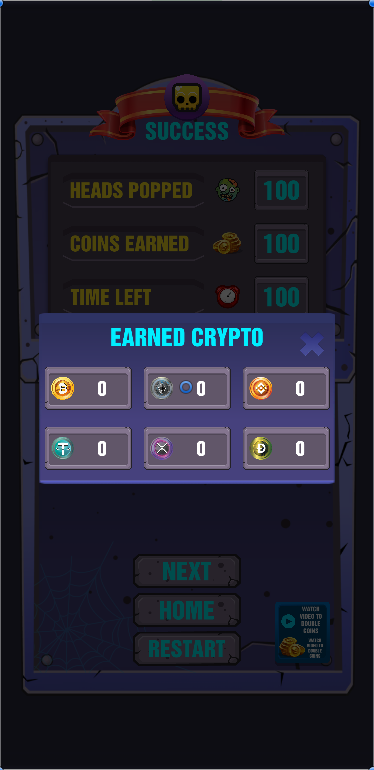 SUCCESS
HEADS POPPED 100
COINS EARNED 100
TIME LEFT 100
EARNED CRYPTO
0 0 0
0 0 0
NEXT
HOME
RESTART
WATCH
VIDEO TO
DOUBLE
COINS